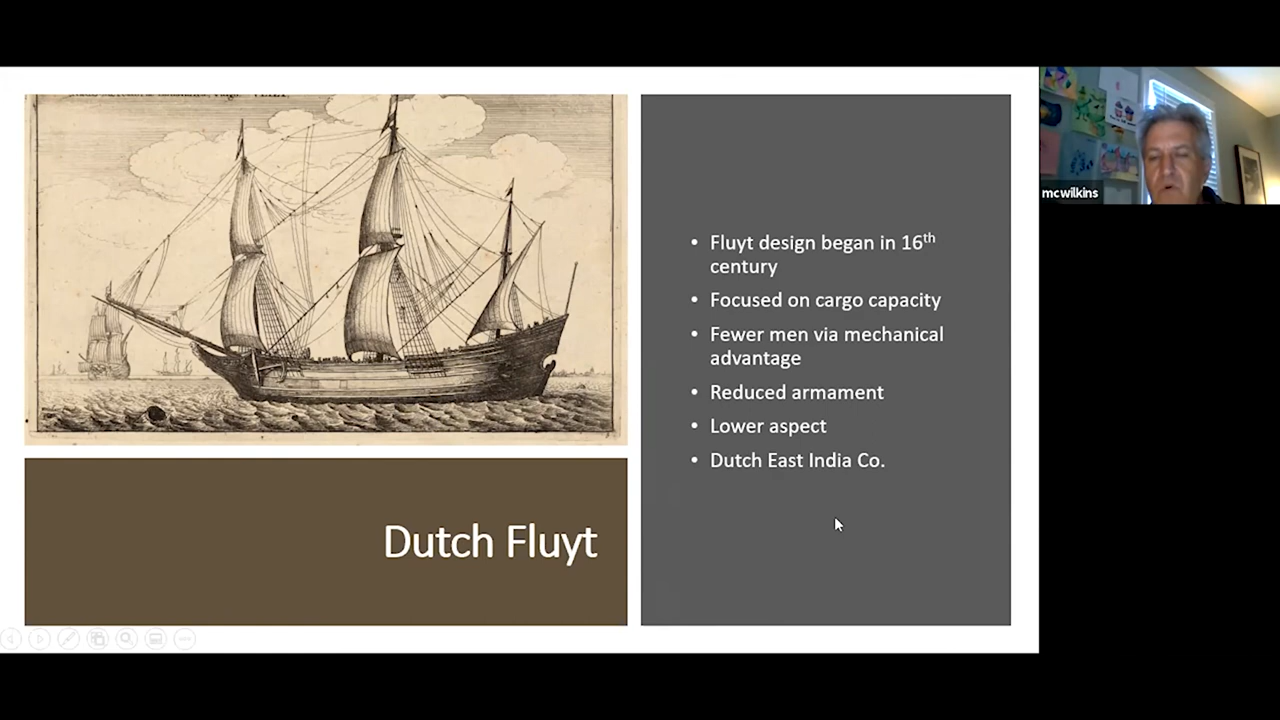 Fluyt design began in 16th
century
Focused on cargo capacity
Fewer men via mechanical
advantage
Reduced armament
Lower aspect
Dutch East India Co.
Dutch Fluyt
mcwilkins